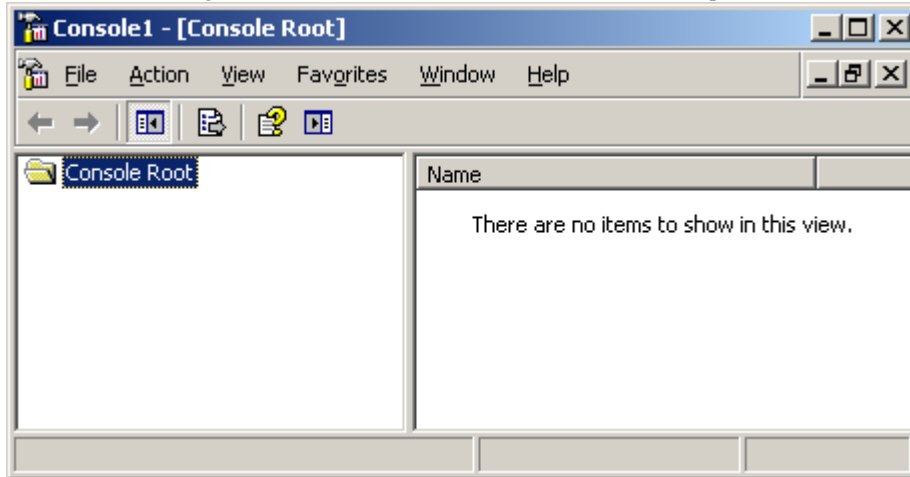 Console1 - [Console Root]
File Action View Favorites Window Help
Console Root
Name
There are no items to show in this view.